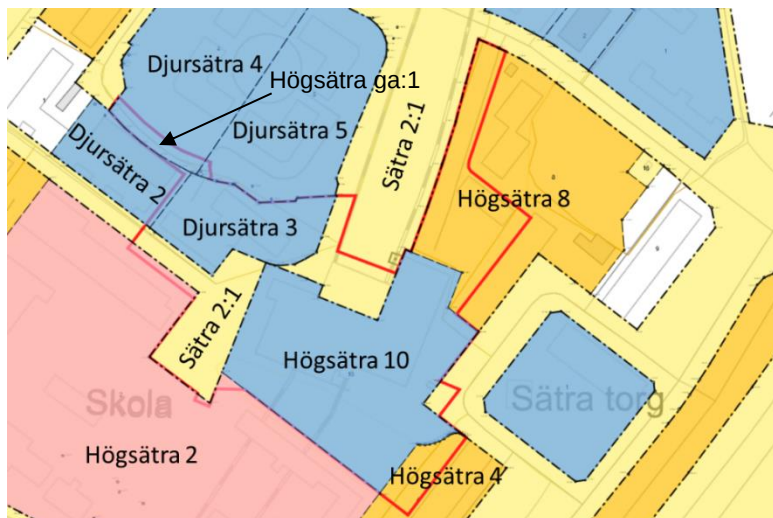 Djursätra 4
Högsätra ga:1
Djursätra 5
Djursätra 2
Sätra 2:1
Högsätra 8
Djursätra 3
Sätra 2:1
Högsätra 10
Skola
Sätra torg
Högsätra 2
Högsätra 4